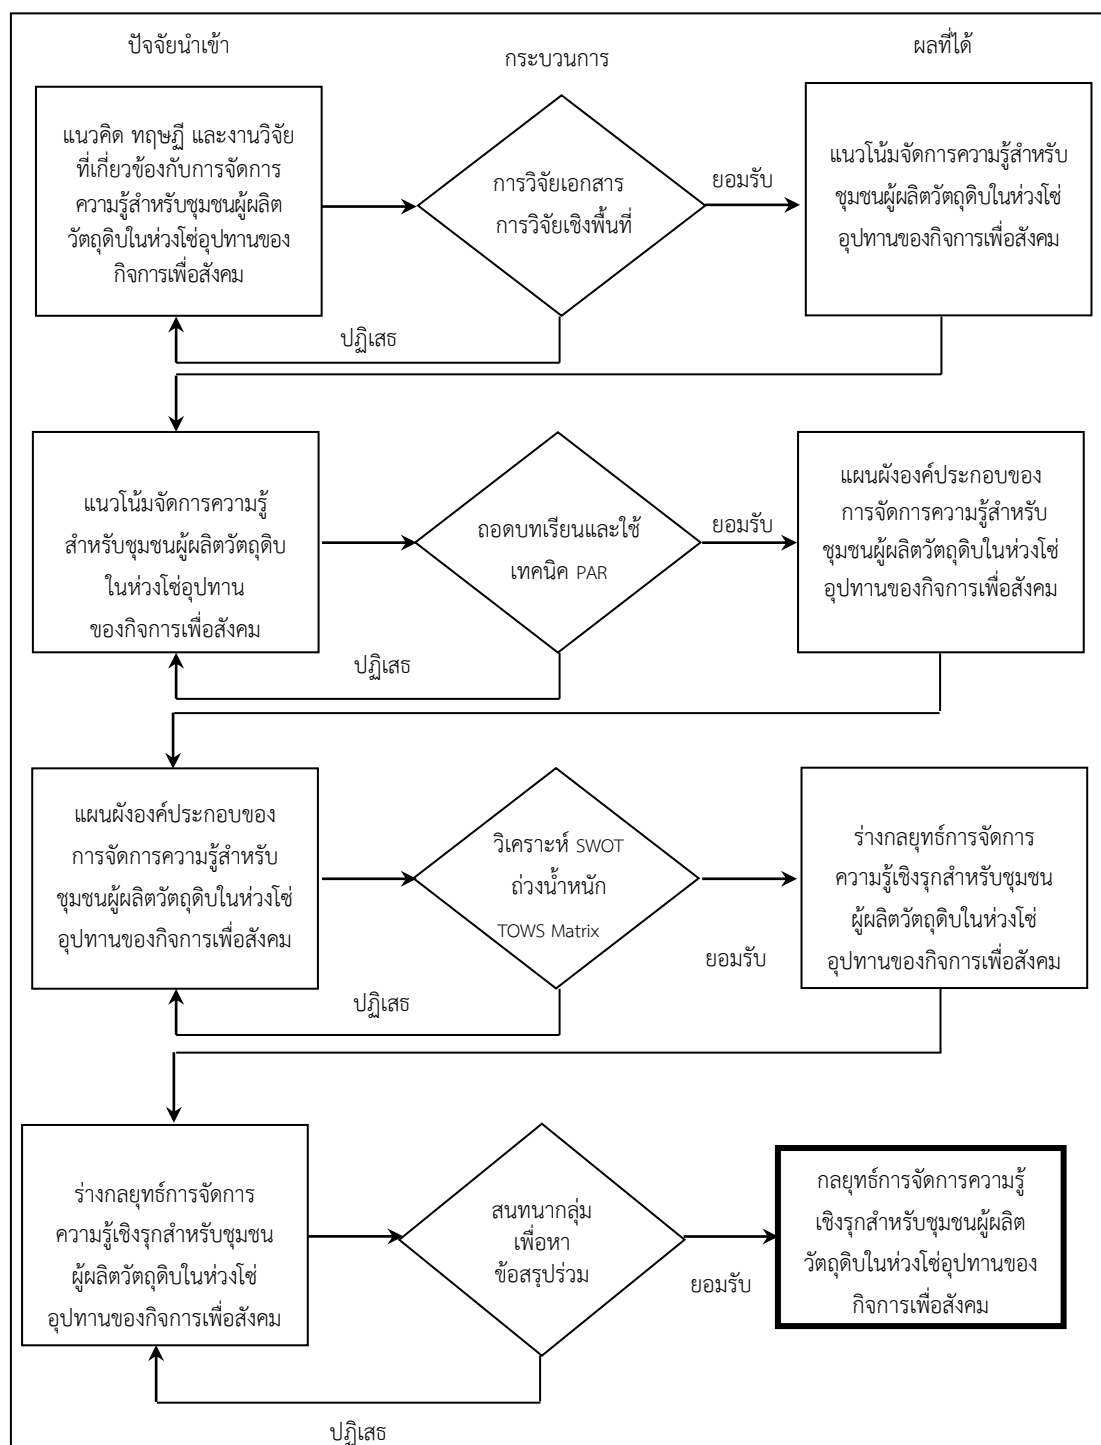 ปัจจัยนำเข้า
กระบวนการ
ผลที่ได้
แนวคิด ทฤษฎี และงานวิจัย
ที่เกี่ยวข้องกับการจัดการ
ความรู้สำหรับชุมชนผู้ผลิต
วัตถุดิบในห่วงโซ่อุปทานของ
กิจการเพื่อสังคม
การวิจัยเอกสาร
การวิจัยเชิงพื้นที่
ยอมรับ
แนวโน้มจัดการความรู้สำหรับ
ชุมชนผู้ผลิตวัตถุดิบในห่วงโซ่
อุปทานของกิจการเพื่อสังคม
ปฏิเสธ
แนวโน้มจัดการความรู้
สำหรับชุมชนผู้ผลิตวัตถุดิบ
ในห่วงโซ่อุปทาน
ของกิจการเพื่อสังคม
ถอดบทเรียนและใช้
เทคนิค PAR
ยอมรับ
แผนผังองค์ประกอบของ
การจัดการความรู้สำหรับ
ชุมชนผู้ผลิตวัตถุดิบในห่วงโซ่
อุปทานของกิจการเพื่อสังคม
ปฏิเสธ
แผนผังองค์ประกอบของ
การจัดการความรู้สำหรับ
ชุมชนผู้ผลิตวัตถุดิบในห่วงโซ่
อุปทานของกิจการเพื่อสังคม
วิเคราะห์ SWOT
ถ่วงน้ำหนัก
TOWS Matrix
ยอมรับ
ร่างกลยุทธ์การจัดการ
ความรู้เชิงรุกสำหรับชุมชน
ผู้ผลิตวัตถุดิบในห่วงโซ่
อุปทานของกิจการเพื่อสังคม
ปฏิเสธ
ร่างกลยุทธ์การจัดการ
ความรู้เชิงรุกสำหรับชุมชน
ผู้ผลิตวัตถุดิบในห่วงโซ่
อุปทานของกิจการเพื่อสังคม
สนทนากลุ่ม
เพื่อหา
ข้อสรุปร่วม
ยอมรับ
กลยุทธ์การจัดการความรู้
เชิงรุกสำหรับชุมชนผู้ผลิต
วัตถุดิบในห่วงโซ่อุปทานของ
กิจการเพื่อสังคม
ปฏิเสธ